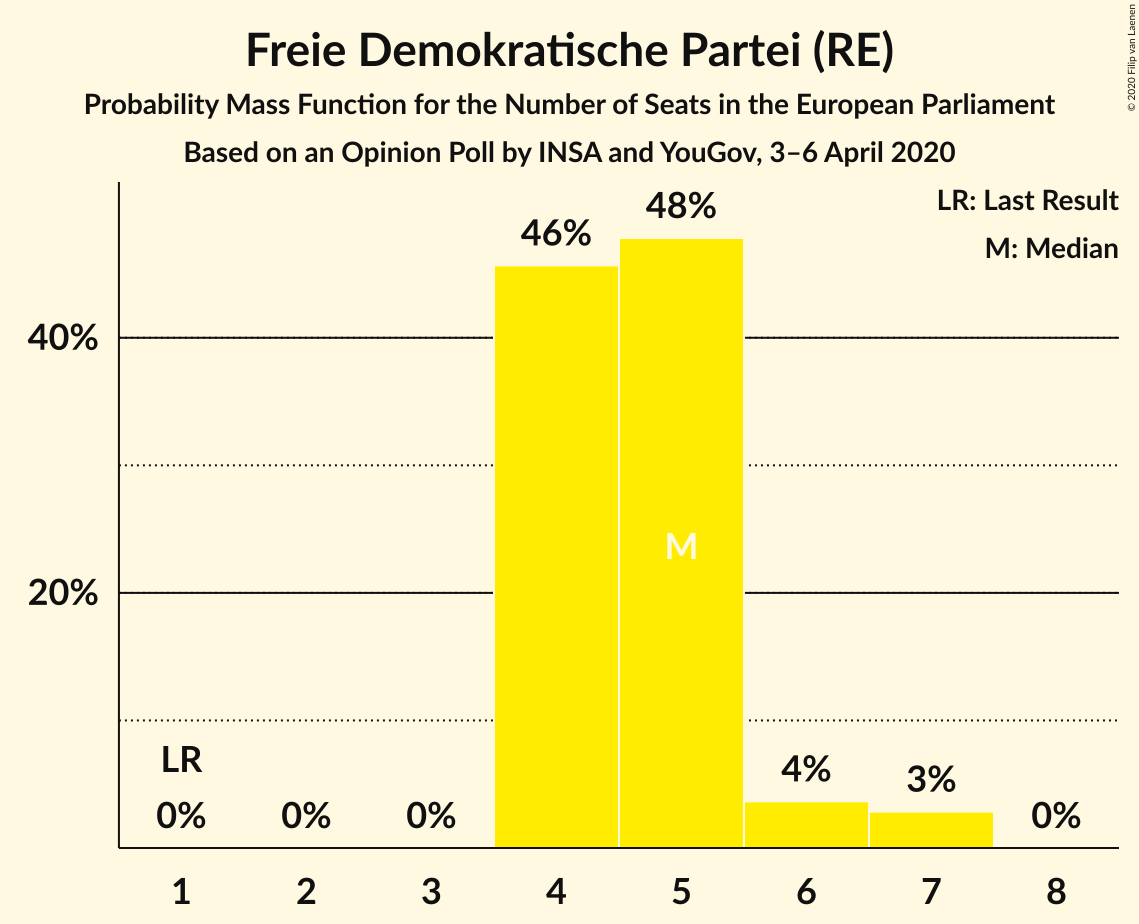 Freie Demokratische Partei (RE)
Probability Mass Function for the Number of Seats in the European Parliament
Based on an Opinion Poll by INSA and YouGov, 3–6 April 2020
© 2020 Filip van Laenen
LR: Last Result
M: Median
48%
46%
40%
M
20%
LR
4%
3%
0%
0%
0%
0%
1
2
3
4
5
6
7
8